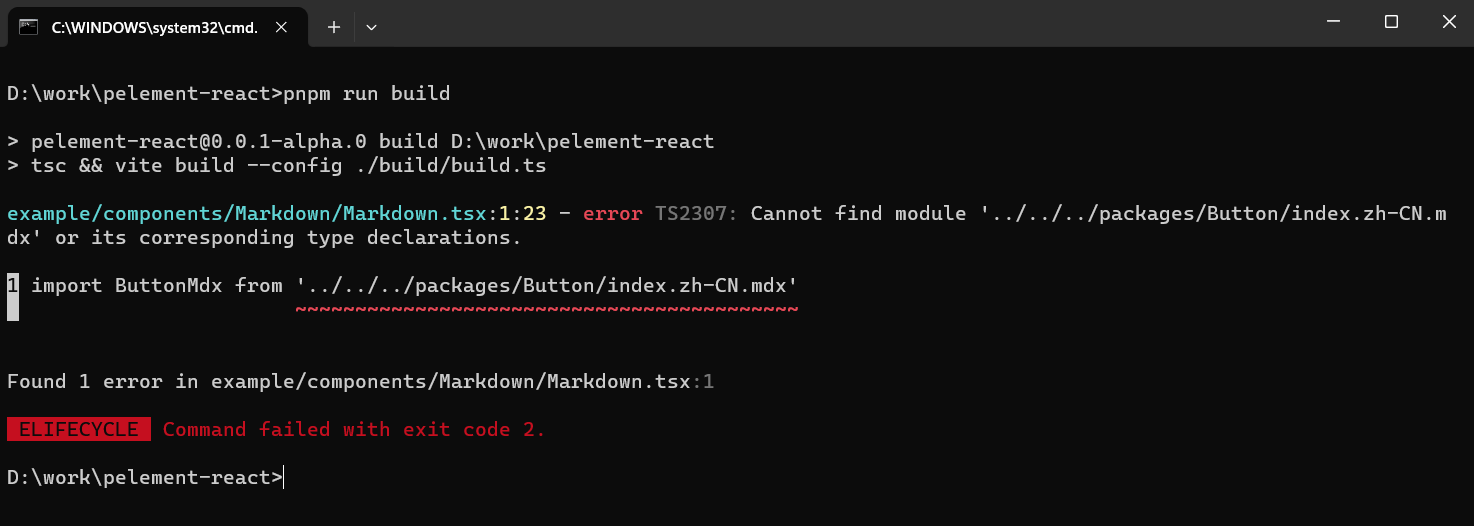 C:\WINDOWS\system32\cmd.
D:\work\pelement-react>pnpm run build
> pelement-react@0.0.1-alpha.0 build D:\work\pelement-react
> tsc && vite build --config ./build/build.ts
example/components/Markdown/Markdown.tsx:1:23 - error TS2307: Cannot find module '../../../packages/Button/index.zh-CN.m
dx' or its corresponding type declarations.
1 import ButtonMdx from '../../../packages/Button/index.zh-CN.mdx'
~~~~~~~~~~~~~~~~~~~~~~~~~~~~~~~~~~~~~~~~~~
Found 1 error in example/components/Markdown/Markdown.tsx:1
ELIFECYCLE Command failed with exit code 2.
D:\work\pelement-react>